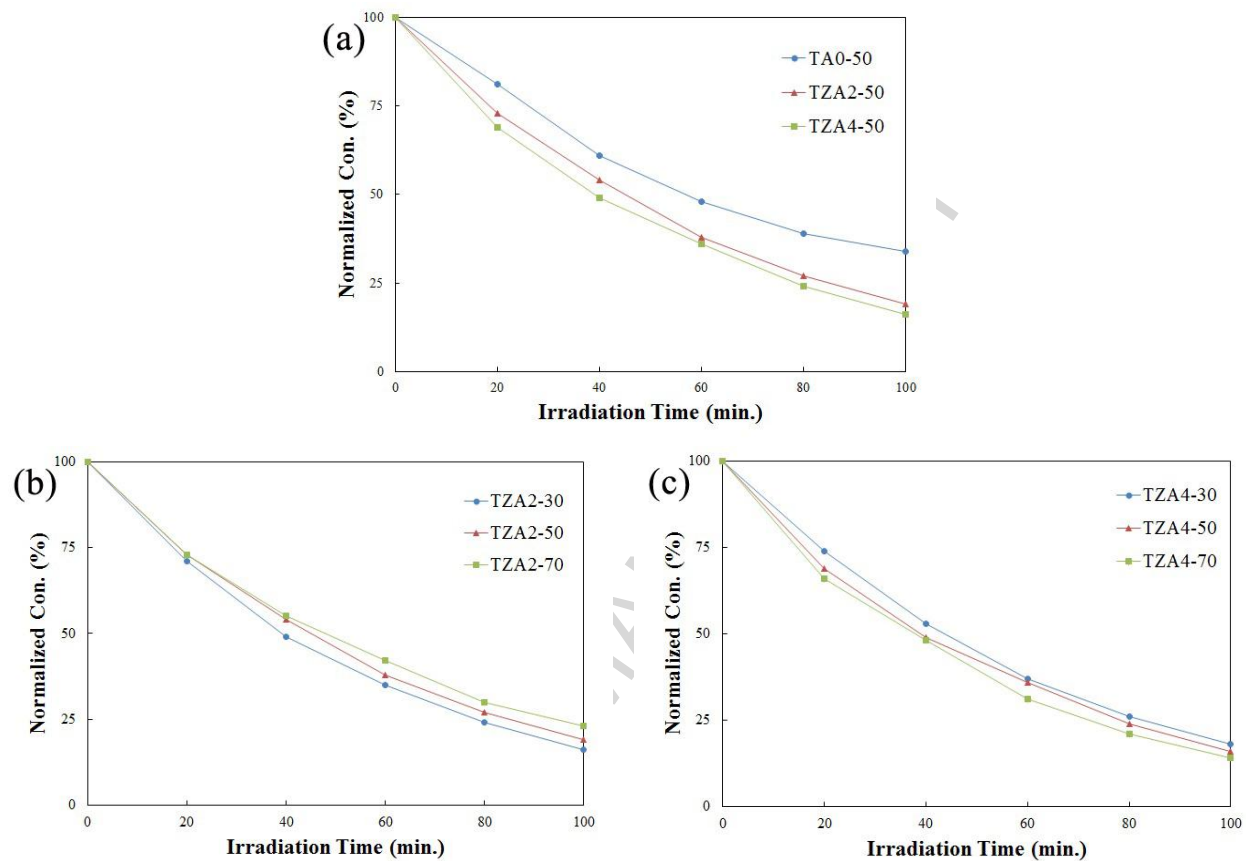 (a)
100
75
50
25
0
TA0-50
TZA2-50
TZA4-50
Normalized Con. (%)
0 20 40 60 80 100
Irradiation Time (min.)
(b)
100
75
50
25
0
TZA2-30
TZA2-50
TZA2-70
Normalized Con. (%)
0 20 40 60 80 100
Irradiation Time (min.)
(c)
100
75
50
25
0
TZA4-30
TZA4-50
TZA4-70
Normalized Con. (%)
0 20 40 60 80 100
Irradiation Time (min.)